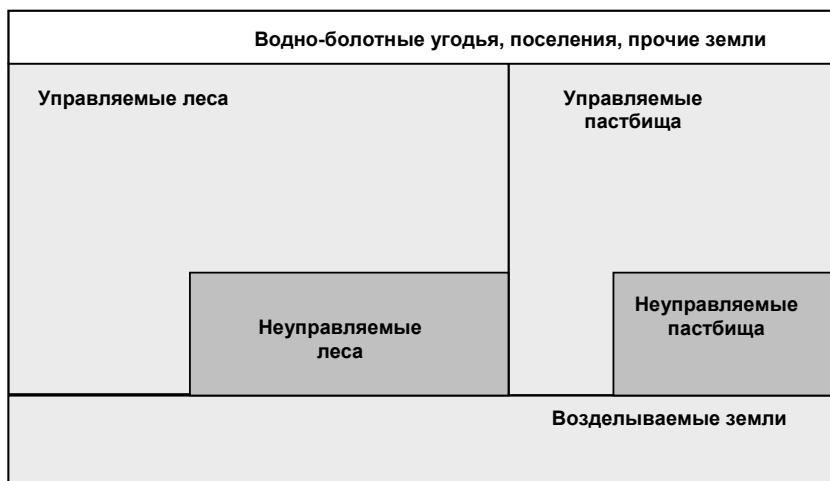 Водно-болотные угодья, поселения, прочие земли
Управляемые леса
Управляемые
пастбища
Неуправляемые
леса
Неуправляемые
пастбища
Возделываемые земли